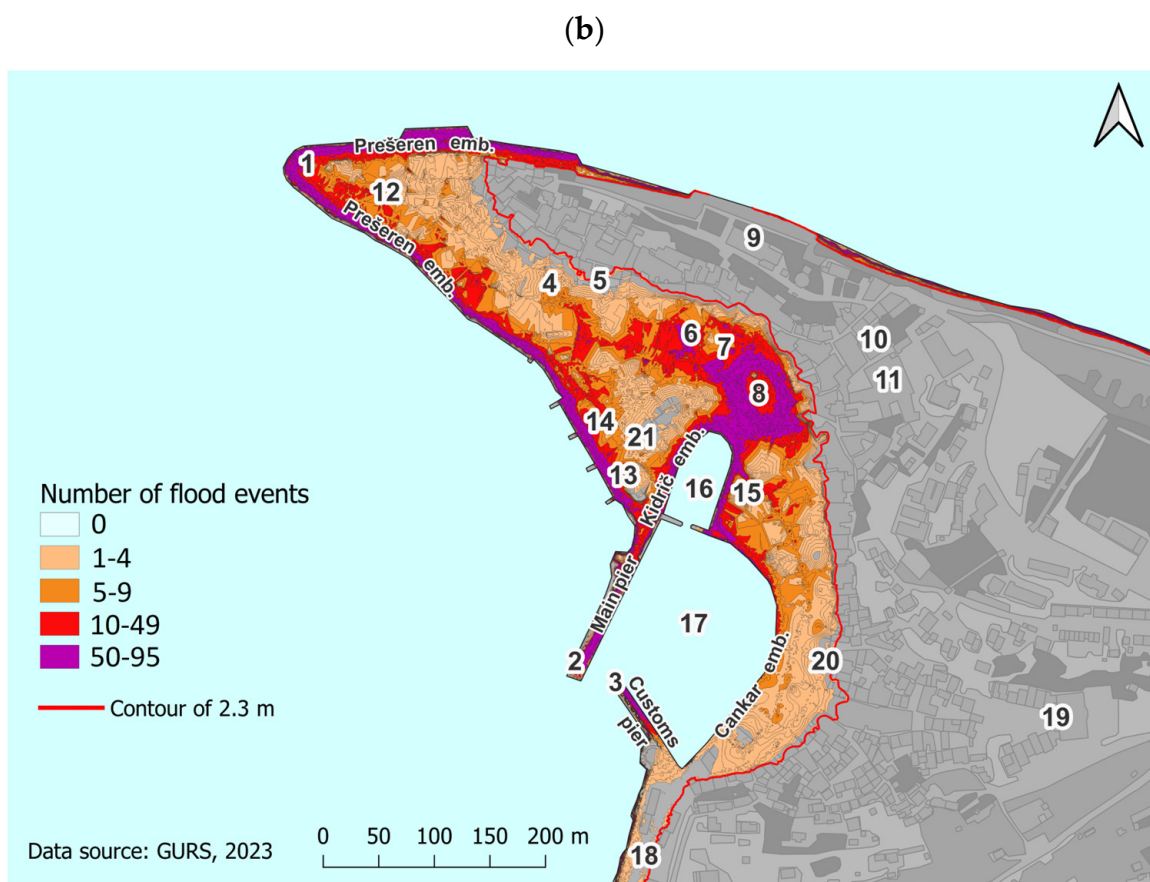 (b)
Prešeren emb.
1
12
Prešeren emb.
9
4
5
6
7
10
11
8
14
21
13
Kidrič emb.
16
15
Number of flood events
0
1-4
5-9
10-49
50-95
Contour of 2.3 m
Main pier
17
2
3
Customs
pier
Cankar emb.
20
19
18
Data source: GURS, 2023
0 50 100 150 200 m